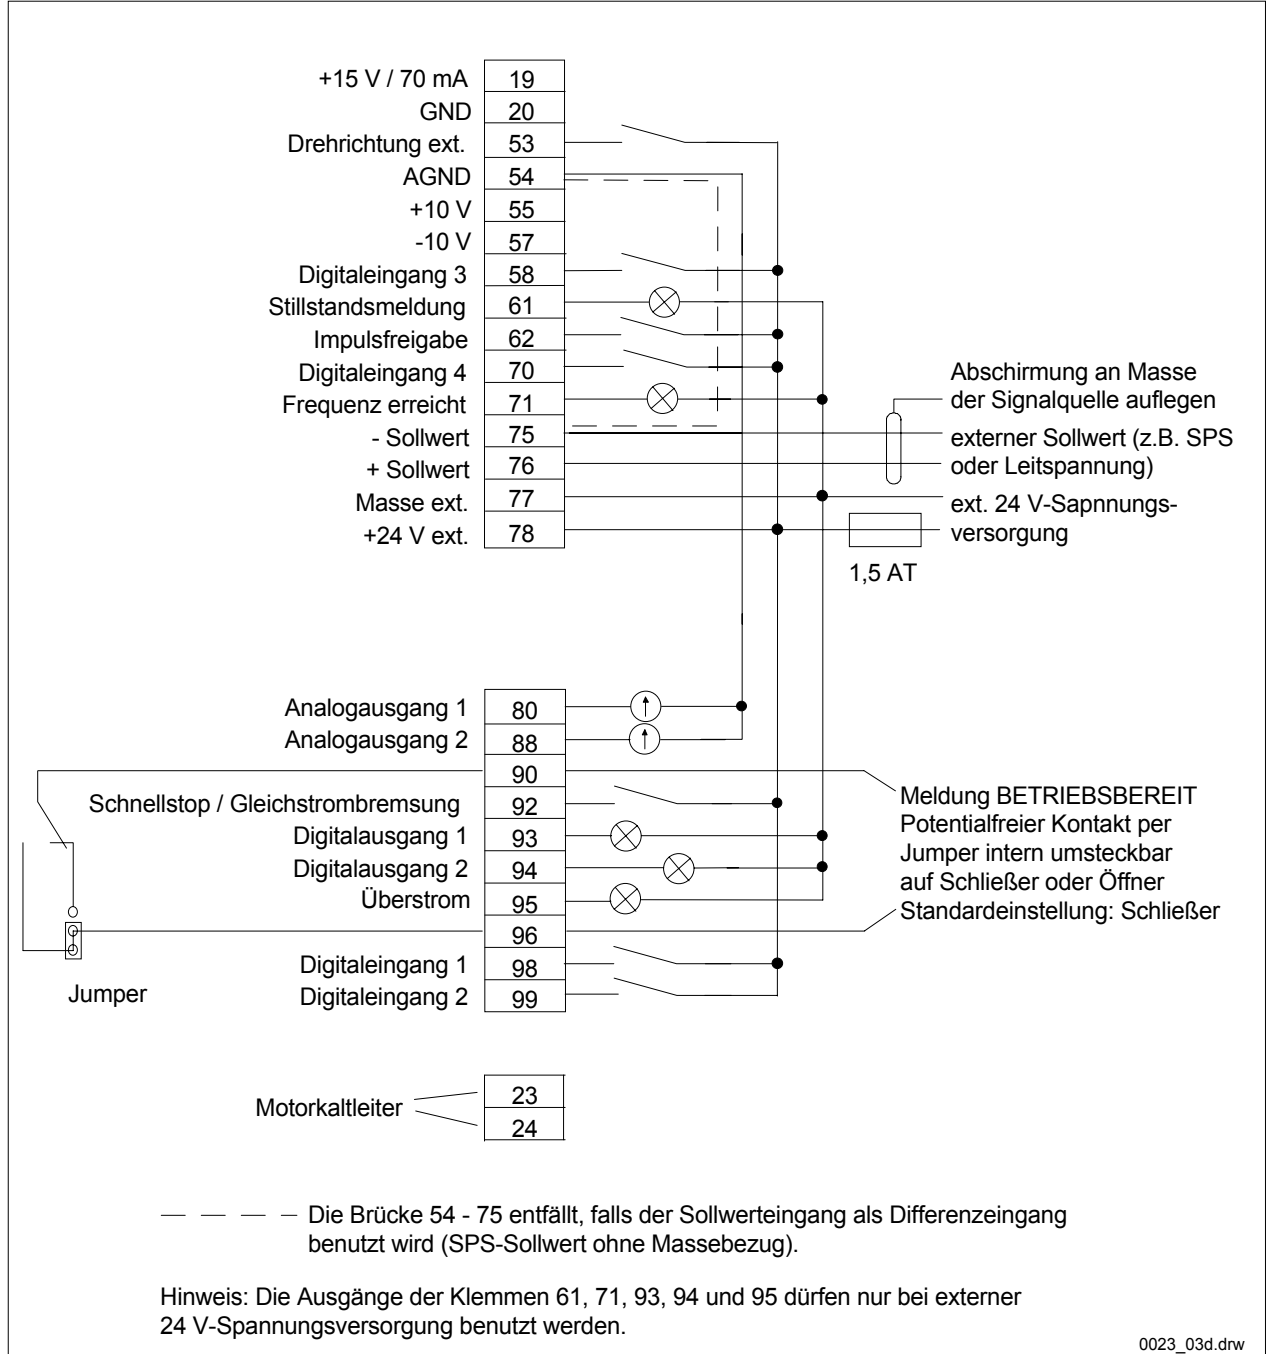 +15 V / 70 mA 19
GND 20
Drehrichtung ext. 53
AGND 54
+10 V 55
-10 V 57
Digitaleingang 3 58
Stillstandsmeldung 61
Impulsfreigabe 62
Digitaleingang 4 70
Frequenz erreicht 71
- Sollwert 75
+ Sollwert 76
Masse ext. 77
+24 V ext. 78
Abschirmung an Masse
der Signalquelle auflegen
externer Sollwert (z.B. SPS
oder Leitspannung)
ext. 24 V-Sapnnungs-
versorgung
1,5 AT
Analogausgang 1 80
Analogausgang 2 88
90
Schnellstop / Gleichstrombremsung 92
Digitalausgang 1 93
Digitalausgang 2 94
Überstrom 95
96
Digitaleingang 1 98
Digitaleingang 2 99
Meldung BETRIEBSBEREIT
Potentialfreier Kontakt per
Jumper intern umsteckbar
auf Schließer oder Öffner
Standardeinstellung: Schließer
Jumper
Motorkaltleiter
23
24
Die Brücke 54 - 75 entfällt, falls der Sollwerteingang als Differenzeingang
benutzt wird (SPS-Sollwert ohne Massebezug).
Hinweis: Die Ausgänge der Klemmen 61, 71, 93, 94 und 95 dürfen nur bei externer
24 V-Spannungsversorgung benutzt werden.
0023_03d.drw